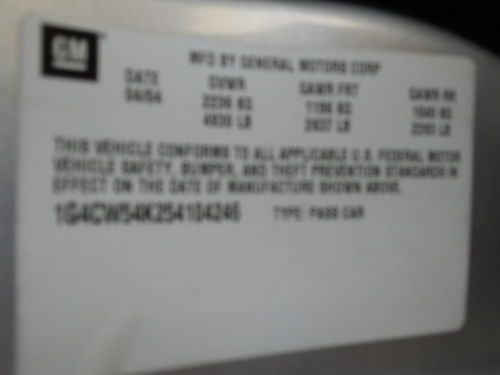 GM
MFD BY GENERAL MOTORS CORP
DATE GVWR GAWR FRT GAWR RR
04/04 2236 KG 1196 KG 1040 KG
4930 LB 2637 LB 2293 LB
THIS VEHICLE CONFORMS TO ALL APPLICABLE U.S. FEDERAL MOTOR
VEHICLE SAFETY, BUMPER, AND THEFT PREVENTION STANDARDS IN
EFFECT ON THE DATE OF MANUFACTURE SHOWN ABOVE.
1G4CW54K254104246 TYPE: PASS CAR